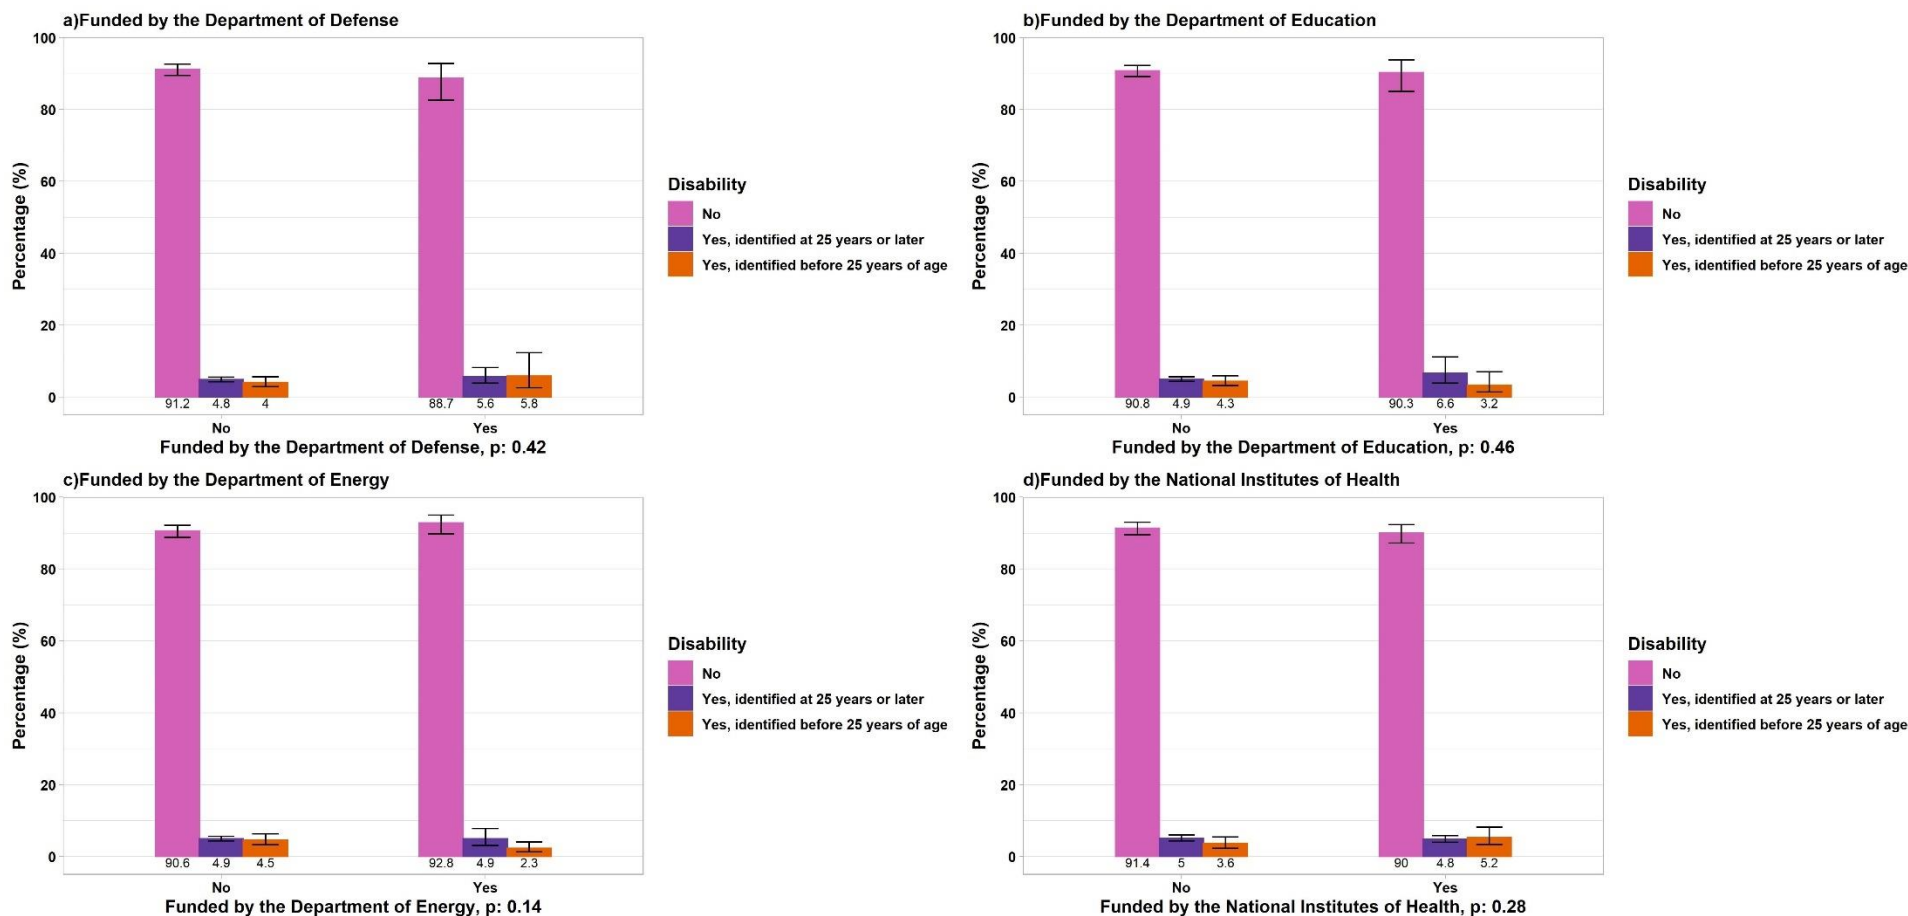 a)Funded by the Department of Defense
100
80
60
40
20
0
Percentage (%)
91.2 4.8 4 88.7 5.6 5.8
No Yes
Funded by the Department of Defense, p: 0.42
Disability
No
Yes, identified at 25 years or later
Yes, identified before 25 years of age
b)Funded by the Department of Education
100
80
60
40
20
0
Percentage (%)
90.8 4.9 4.3 90.3 6.6 3.2
No Yes
Funded by the Department of Education, p: 0.46
Disability
No
Yes, identified at 25 years or later
Yes, identified before 25 years of age
c)Funded by the Department of Energy
100
80
60
40
20
0
Percentage (%)
90.6 4.9 4.5 92.8 4.9 2.3
No Yes
Funded by the Department of Energy, p: 0.14
Disability
No
Yes, identified at 25 years or later
Yes, identified before 25 years of age
d)Funded by the National Institutes of Health
100
80
60
40
20
0
Percentage (%)
91.4 5 3.6 90 4.8 5.2
No Yes
Funded by the National Institutes of Health, p: 0.28
Disability
No
Yes, identified at 25 years or later
Yes, identified before 25 years of age